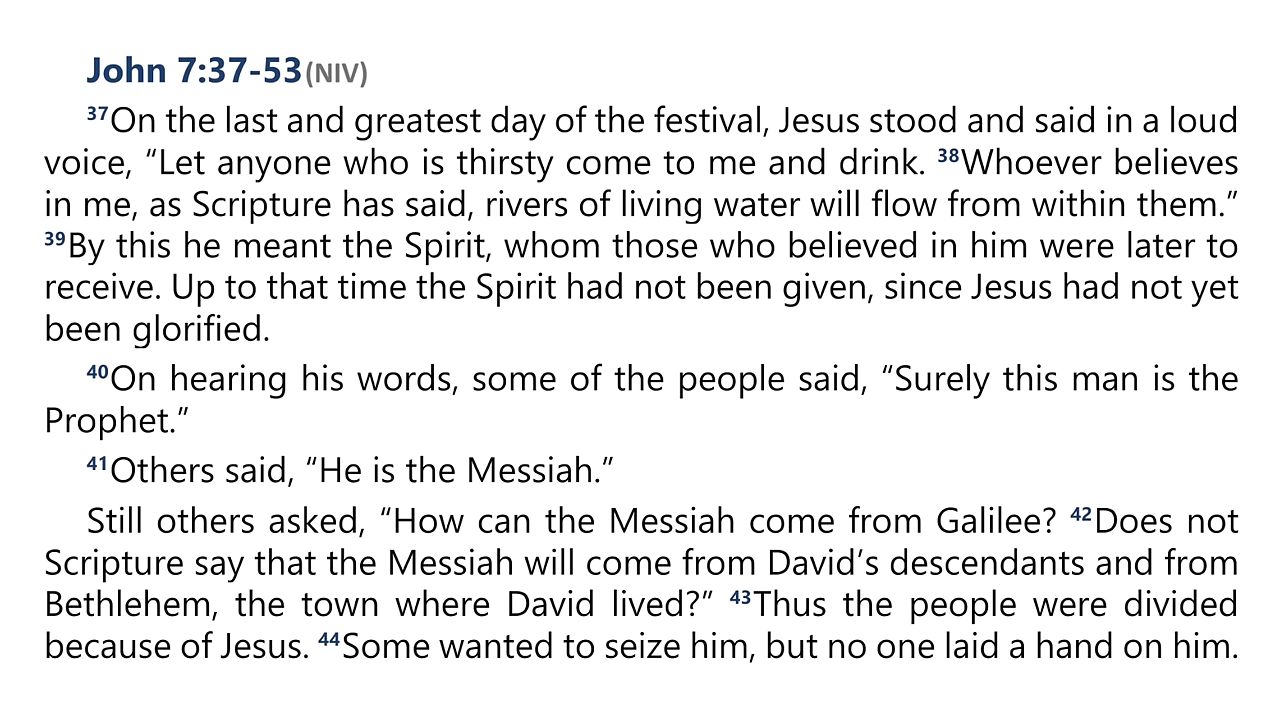 John 7:37-53(NIV)
37On the last and greatest day of the festival, Jesus stood and said in a loud
voice, “Let anyone who is thirsty come to me and drink. 38Whoever believes
in me, as Scripture has said, rivers of living water will flow from within them.”
39By this he meant the Spirit, whom those who believed in him were later to
receive. Up to that time the Spirit had not been given, since Jesus had not yet
been glorified.
40On hearing his words, some of the people said, “Surely this man is the
Prophet.”
41Others said, “He is the Messiah.”
Still others asked, “How can the Messiah come from Galilee? 42Does not
Scripture say that the Messiah will come from David’s descendants and from
Bethlehem, the town where David lived?” 43Thus the people were divided
because of Jesus. 44Some wanted to seize him, but no one laid a hand on him.